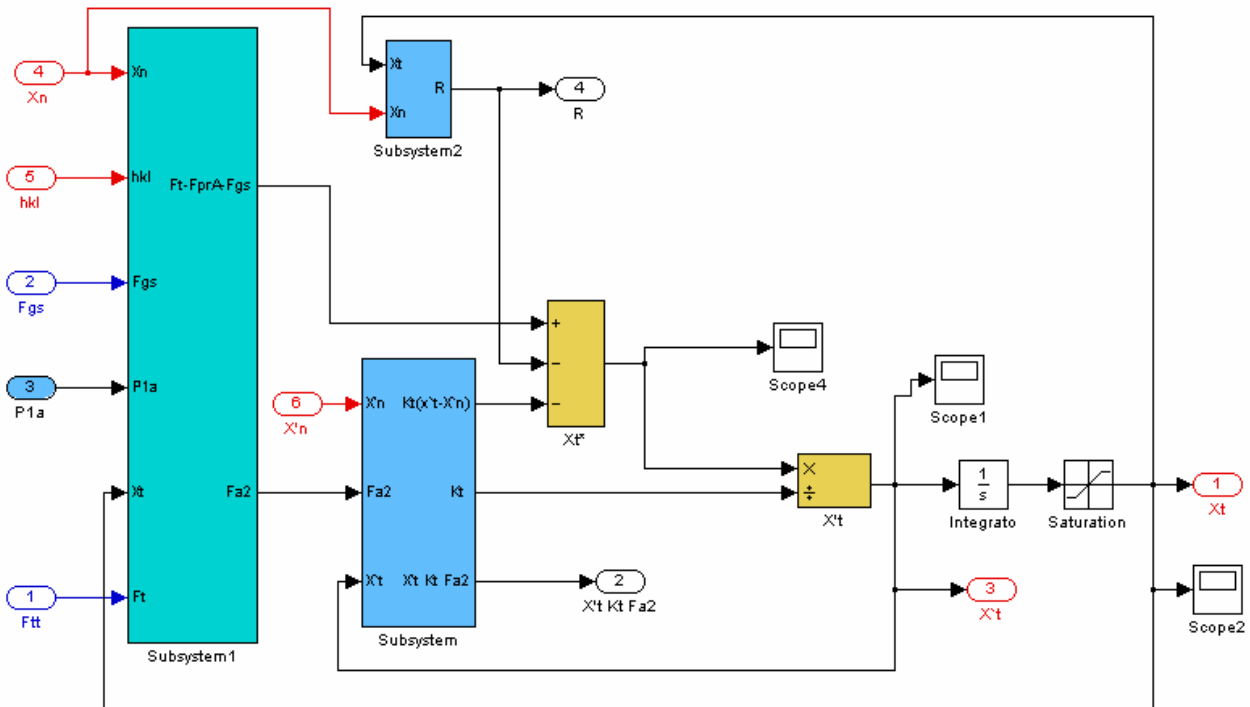 4
Xn
5
hkl
2
Fgs
3
P1a
1
Ftt
Xn
hkl
Fgs
P1a
Xt
Ft
Ft-FprA-Fgs
Fa2
Subsystem1
Xt
Xn
R
Subsystem2
4
R
6
X'n
X'n
Fa2
X't
Kt(x't-X'n)
Kt
X't Kt Fa2
Subsystem
+
−
−
Xt"
Scope4
2
X't Kt Fa2
×
÷
X't
Scope1
1
s
Integrato
Saturation
1
Xt
3
X't
Scope2